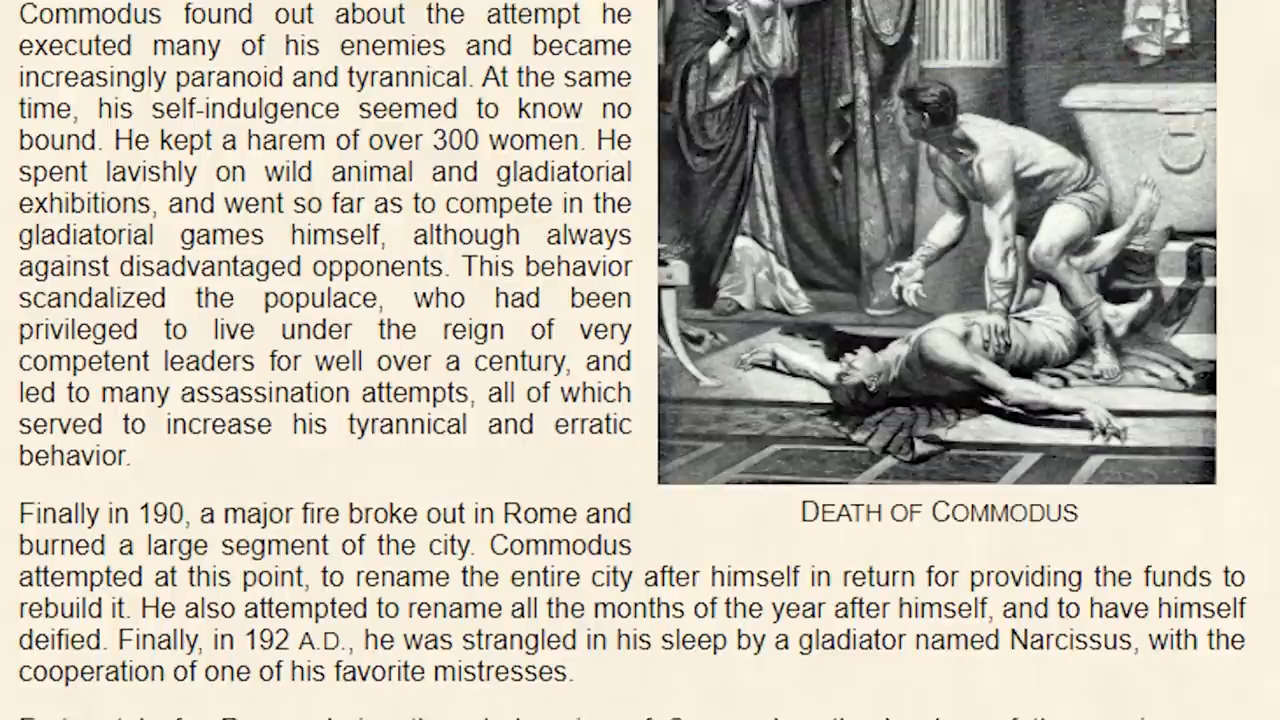 Commodus found out about the attempt he
executed many of his enemies and became
increasingly paranoid and tyrannical. At the same
time, his self-indulgence seemed to know no
bound. He kept a harem of over 300 women. He
spent lavishly on wild animal and gladiatorial
exhibitions, and went so far as to compete in the
gladiatorial games himself, although always
against disadvantaged opponents. This behavior
scandalized the populace, who had been
privileged to live under the reign of very
competent leaders for well over a century, and
led to many assassination attempts, all of which
served to increase his tyrannical and erratic
behavior.
DEATH OF COMMODUS
Finally in 190, a major fire broke out in Rome and
burned a large segment of the city. Commodus
attempted at this point, to rename the entire city after himself in return for providing the funds to
rebuild it. He also attempted to rename all the months of the year after himself, and to have himself
deified. Finally, in 192 A.D., he was strangled in his sleep by a gladiator named Narcissus, with the
cooperation of one of his favorite mistresses.